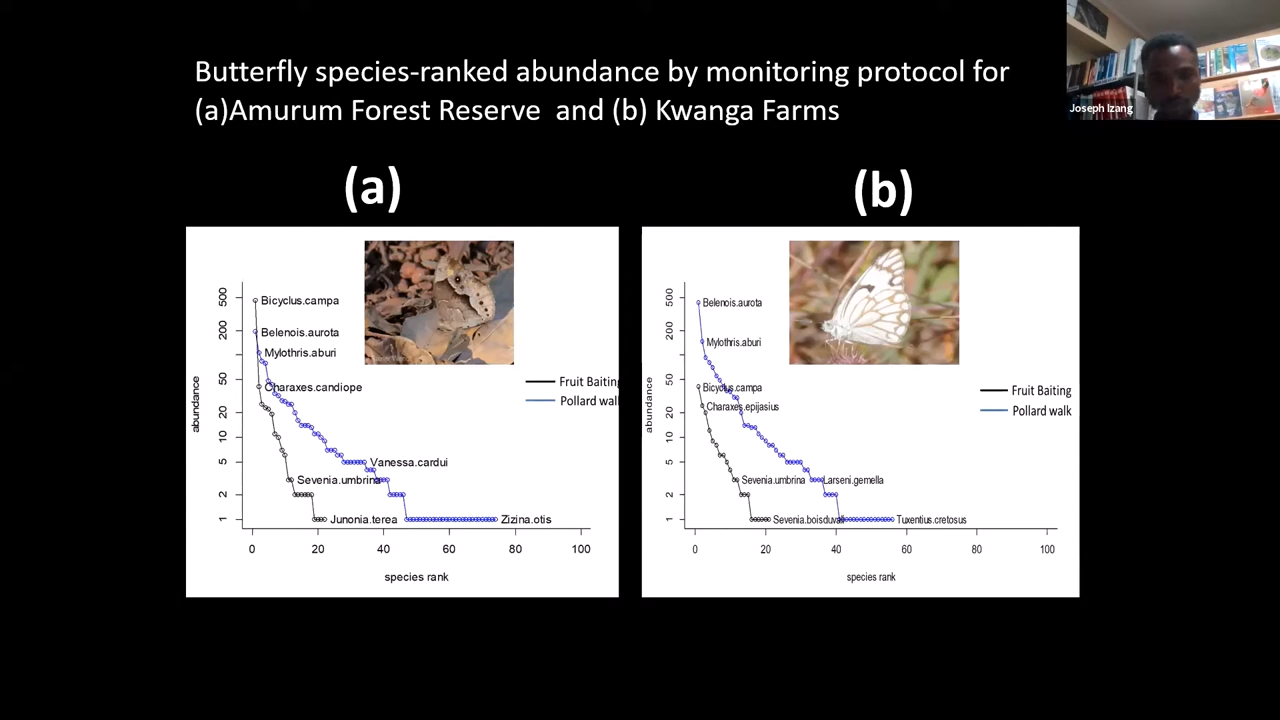 Butterfly species-ranked abundance by monitoring protocol for
(a)Amurum Forest Reserve and (b) Kwanga Farms
Joseph Izang
(a)
(b)
500
200
50
20
10
5
2
1
abundance
Bicyclus.campa
Belenois.aurota
Mylothris.aburi
Charaxes.candiope
Vanessa.cardui
Sevenia.umbrina
Junonia.terea
Zizina.otis
Fruit Baiting
Pollard wall
0 20 40 60 80 100
species rank
500
200
50
20
10
5
2
1
abundance
Belenois.aurota
Mylothris.aburi
Bicyclus.campa
Charaxes.epijasius
Sevenia.umbrina
Larseni.gemella
Sevenia.boisduvali
Tuxentius.cretosus
Fruit Baiting
Pollard walk
0 20 40 60 80 100
species rank